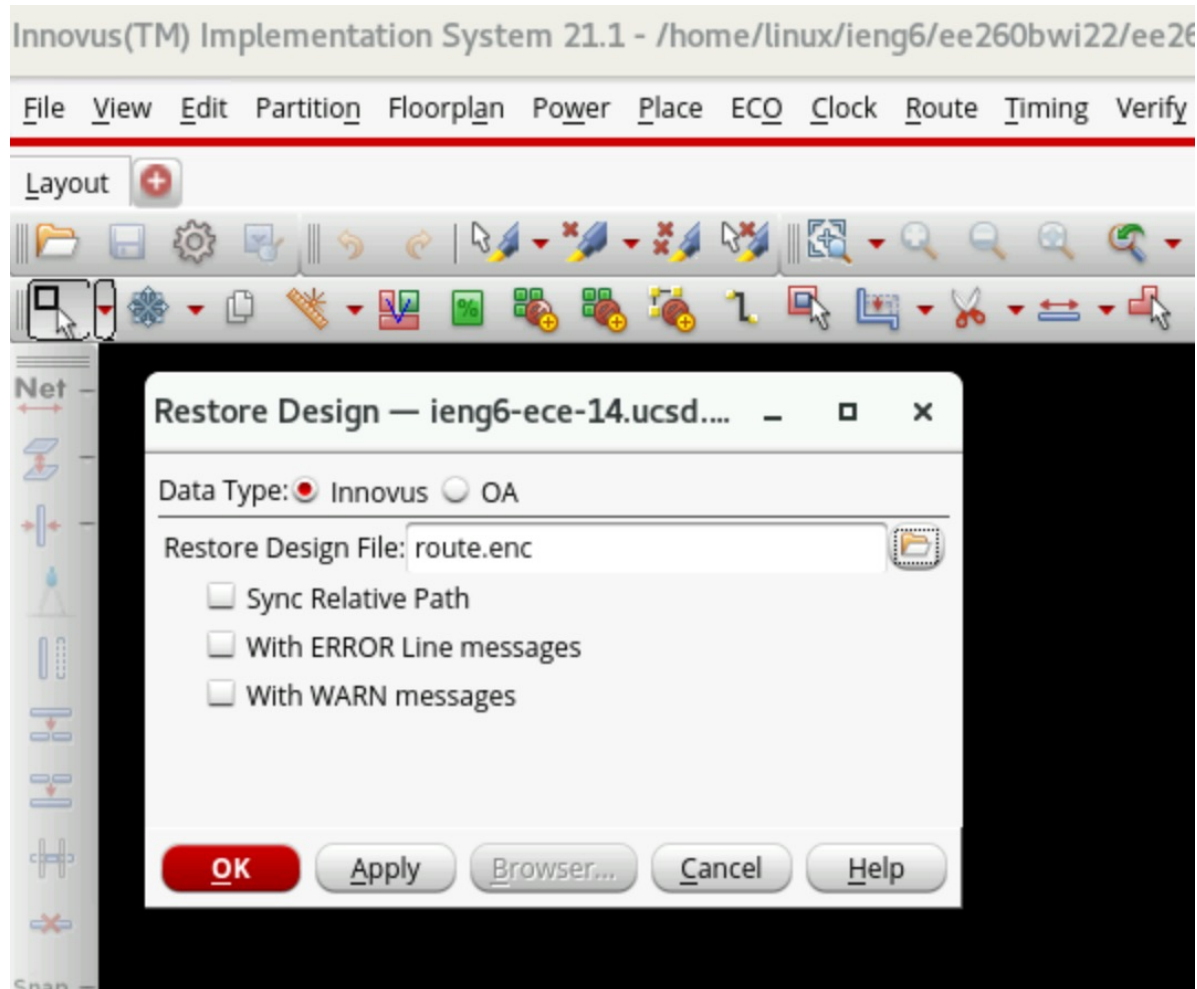 Innovus(TM) Implementation System 21.1 - /home/linux/ieng6/ee260bwi22/ee26
File View Edit Partition Floorplan Power Place ECO Clock Route Timing Verify
Layout
Net
Restore Design — ieng6-ece-14.ucsd....
Data Type: Innovus OA
Restore Design File: route.enc
Sync Relative Path
With ERROR Line messages
With WARN messages
OK Apply Browser... Cancel Help
Snap